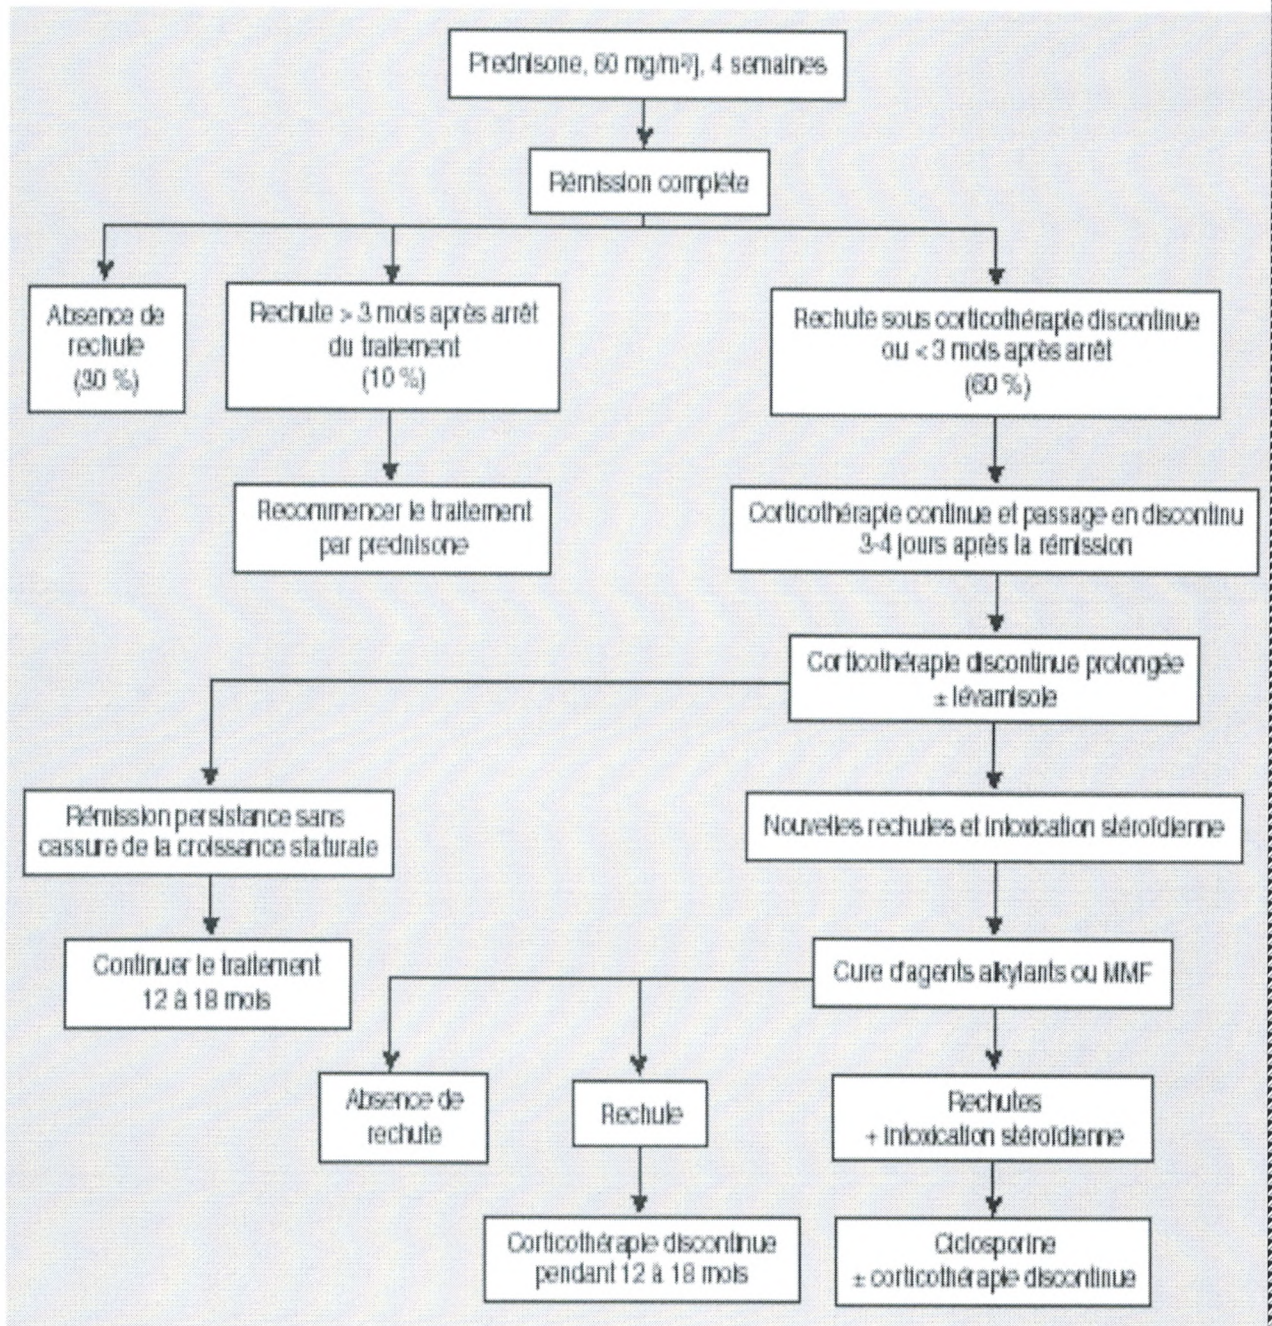 Prednisone, 60 mg/m²/j, 4 semaines
Rémission complète
Absence de
rechute
(30 %)
Rechute > 3 mois après arrêt
du traitement
(10 %)
Rechute sous corticothérapie discontinue
ou < 3 mois après arrêt
(60 %)
Recommencer le traitement
par prednisone
Corticothérapie continue et passage en discontinu
3-4 jours après la rémission
Corticothérapie discontinue prolongée
± lévamisole
Rémission persistance sans
cassure de la croissance staturale
Nouvelles rechutes et intoxication stéroïdienne
Continuer le traitement
12 à 18 mois
Cure d'agents alkylants ou MMF
Absence de
rechute
Rechute
Rechutes
+ intoxication stéroïdienne
Corticothérapie discontinue
pendant 12 à 18 mois
Ciclosporine
± corticothérapie discontinue